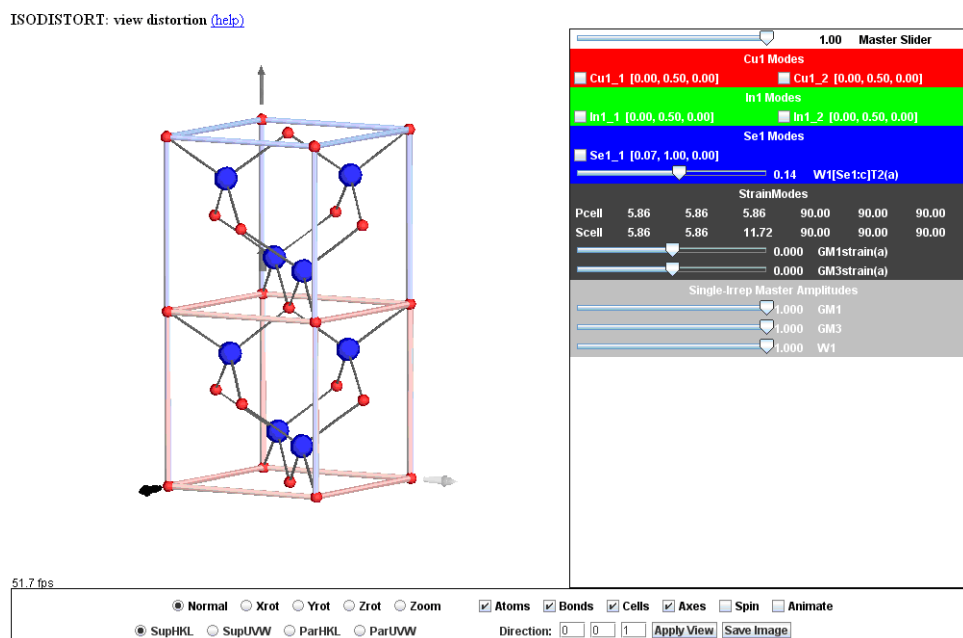 ISODISTORT: view distortion (help)
1.00 Master Slider
Cu1 Modes
Cu1_1 [0.00, 0.50, 0.00] Cu1_2 [0.00, 0.50, 0.00]
In1 Modes
In1_1 [0.00, 0.50, 0.00] In1_2 [0.00, 0.50, 0.00]
Se1 Modes
Se1_1 [0.07, 1.00, 0.00]
0.14 W1[Se1:c]T2(a)
StrainModes
Pcell 5.86 5.86 5.86 90.00 90.00 90.00
Scell 5.86 5.86 11.72 90.00 90.00 90.00
0.000 GM1strain(a)
0.000 GM3strain(a)
Single-Irrep Master Amplitudes
1.000 GM1
1.000 GM3
1.000 W1
51.7 fps
Normal Xrot Yrot Zrot Zoom Atoms Bonds Cells Axes Spin Animate
SupHKL SupUVW ParHKL ParUVW Direction: 0 0 1 Apply View Save Image